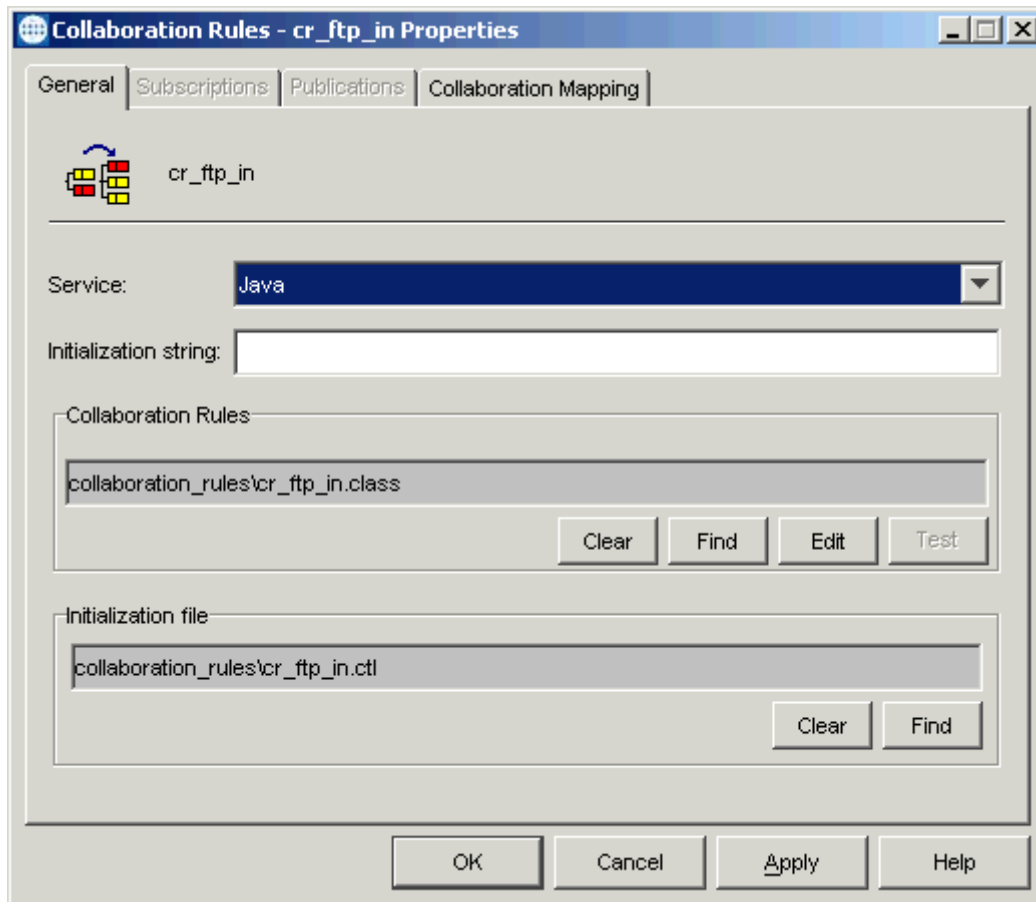 Collaboration Rules - cr_ftp_in Properties
General Subscriptions Publications Collaboration Mapping
cr_ftp_in
Service: Java
Initialization string:
Collaboration Rules
collaboration_rules\cr_ftp_in.class
Clear Find Edit Test
Initialization file
collaboration_rules\cr_ftp_in.ctl
Clear Find
OK Cancel Apply Help